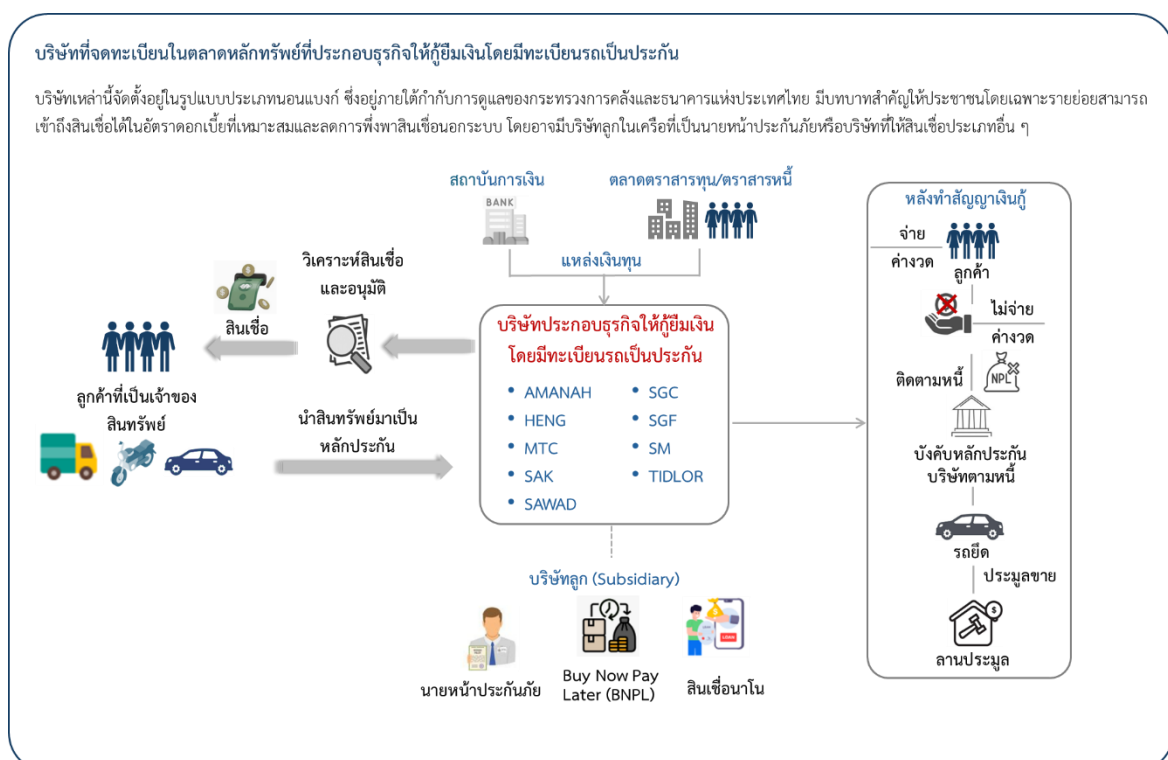 บริษัทที่จดทะเบียนในตลาดหลักทรัพย์ที่ประกอบธุรกิจให้กู้ยืมเงินโดยมีทะเบียนรถเป็นประกัน
บริษัทเหล่านี้จัดตั้งอยู่ในรูปแบบประเภทนอนแบงก์ ซึ่งอยู่ภายใต้กำกับการดูแลของกระทรวงการคลังและธนาคารแห่งประเทศไทย มีบทบาทสำคัญให้ประชาชนโดยเฉพาะรายย่อยสามารถ
เข้าถึงสินเชื่อได้ในอัตราดอกเบี้ยที่เหมาะสมและลดการพึ่งพาสินเชื่อนอกระบบ โดยอาจมีบริษัทลูกในเครือที่เป็นนายหน้าประกันภัยหรือบริษัทที่ให้สินเชื่อประเภทอื่น ๆ
สถาบันการเงิน
BANK
ตลาดตราสารทุน/ตราสารหนี้
แหล่งเงินทุน
วิเคราะห์สินเชื่อ
และอนุมัติ
สินเชื่อ
ลูกค้าที่เป็นเจ้าของ
สินทรัพย์
นำสินทรัพย์มาเป็น
หลักประกัน
บริษัทประกอบธุรกิจให้กู้ยืมเงิน
โดยมีทะเบียนรถเป็นประกัน
• AMANAH
• HENG
• MTC
• SAK
• SAWAD
• SGC
• SGF
• SM
• TIDLOR
บริษัทลูก (Subsidiary)
นายหน้าประกันภัย
Buy Now Pay
Later (BNPL)
LOAN
สินเชื่อนาโน
หลังทำสัญญาเงินกู้
จ่าย
ค่างวด
ลูกค้า
ไม่จ่าย
ค่างวด
ติดตามหนี้
NPL
บังคับหลักประกัน
บริษัทตามหนี้
รถยึด
ประมูลขาย
ลานประมูล